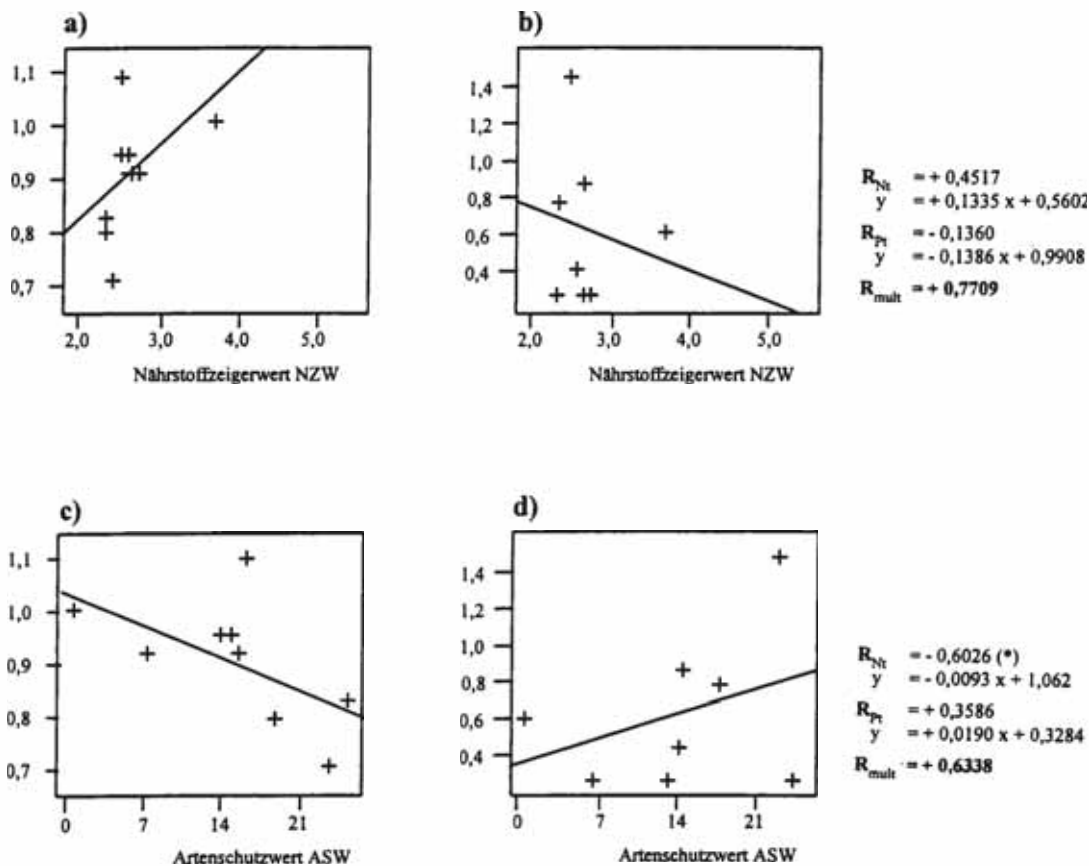 a)
1,1
1,0
0,9
0,8
0,7
2,0 3,0 4,0 5,0
Nährstoffzeigerwert NZW
b)
1,4
1,2
1,0
0,8
0,6
0,4
2,0 3,0 4,0 5,0
Nährstoffzeigerwert NZW
R_Nt = + 0,4517
y = + 0,1335 x + 0,5602
R_Pt = - 0,1360
y = - 0,1386 x + 0,9908
R_mult = + 0,7709
c)
1,1
1,0
0,9
0,8
0,7
0 7 14 21
Artenschutzwert ASW
d)
1,4
1,2
1,0
0,8
0,6
0,4
0 7 14 21
Artenschutzwert ASW
R_Nt = - 0,6026 (*)
y = - 0,0093 x + 1,062
R_Pt = + 0,3586
y = + 0,0190 x + 0,3284
R_mult = + 0,6338